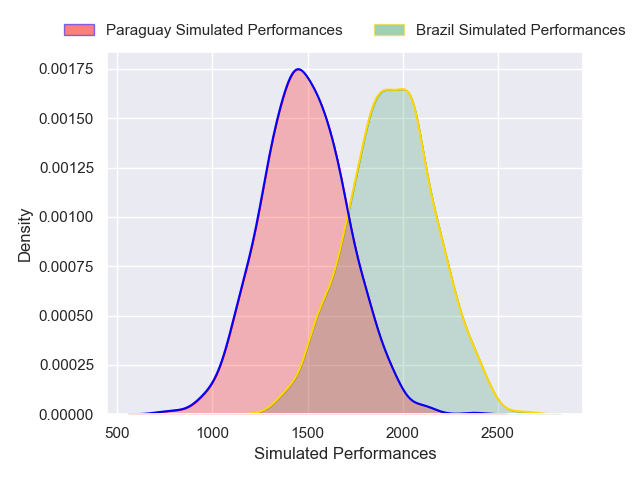 Paraguay Simulated Performances Brazil Simulated Performances
0.00175
0.00150
0.00125
0.00100
0.00075
0.00050
0.00025
0.00000
Density
500 1000 1500 2000 2500
Simulated Performances